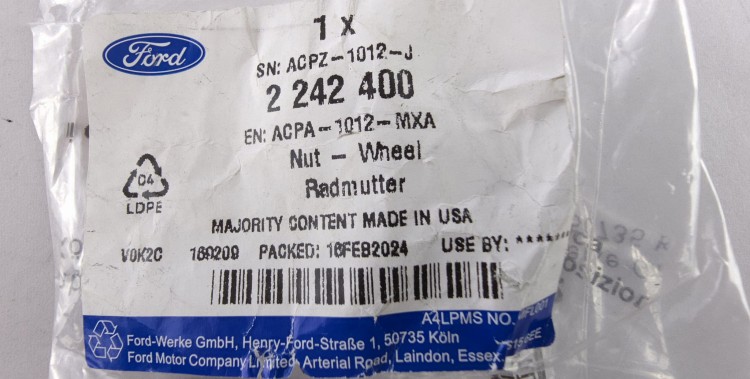 1 x
Ford
SN: ACPZ-1012-J
2 242 400
EN: ACPA-1012-MXA
Nut - Wheel
Radmutter
04
LDPE
MAJORITY CONTENT MADE IN USA
V0K2C 169209 PACKED: 16FEB2024 USE BY: *******
A4LPMS NO.
Ford-Werke GmbH, Henry-Ford-Straße 1, 50735 Köln
Ford Motor Company Limited, Arterial Road, Laindon, Essex